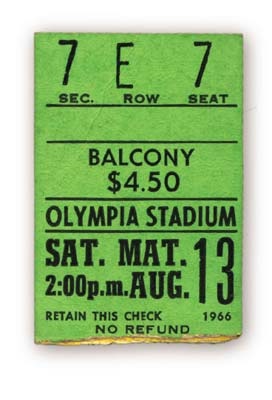 7 E 7
SEC. ROW SEAT
BALCONY
$4.50
OLYMPIA STADIUM
SAT. MAT.
2:00p.m. AUG. 13
RETAIN THIS CHECK 1966
NO REFUND